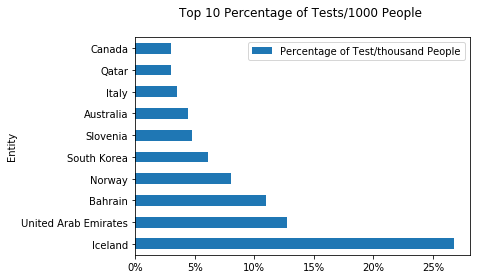 Top 10 Percentage of Tests/1000 People
Percentage of Test/thousand People
Entity
Canada
Qatar
Italy
Australia
Slovenia
South Korea
Norway
Bahrain
United Arab Emirates
Iceland
0% 5% 10% 15% 20% 25%